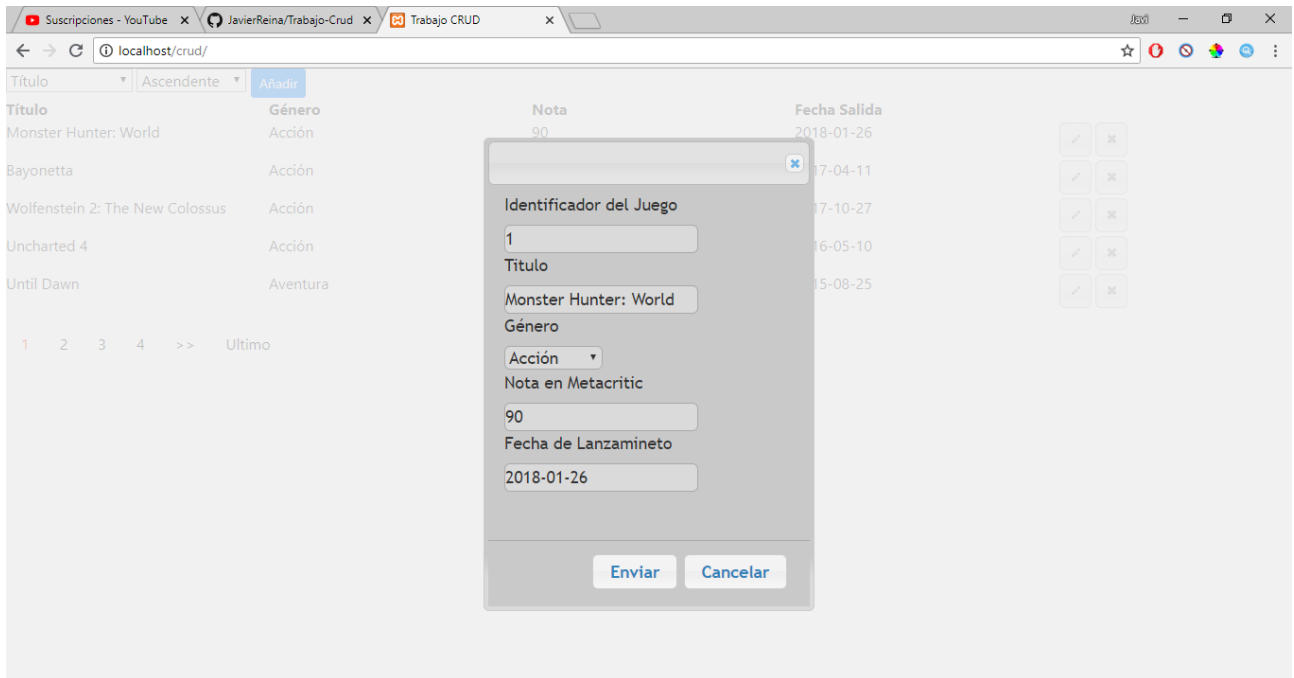 Suscripciones - YouTube JavierReina/Trabajo-Crud Trabajo CRUD Javi
localhost/crud/
Título Ascendente Añadir
Título Género Nota Fecha Salida
Monster Hunter: World Acción 90 2018-01-26
Bayonetta Acción 17-04-11
Wolfenstein 2: The New Colossus Acción 17-10-27
Uncharted 4 Acción 16-05-10
Until Dawn Aventura 15-08-25
1 2 3 4 >> Ultimo
Identificador del Juego
1
Titulo
Monster Hunter: World
Género
Acción
Nota en Metacritic
90
Fecha de Lanzamineto
2018-01-26
Enviar Cancelar